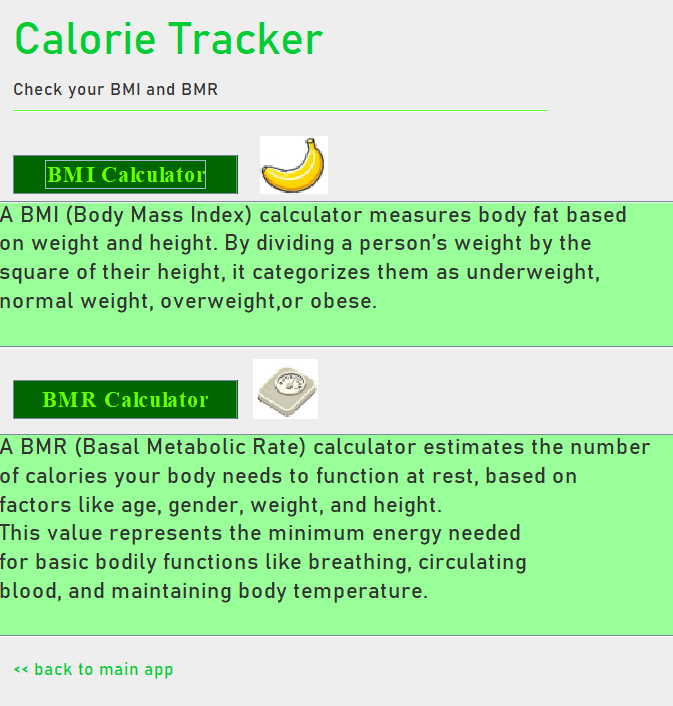 Calorie Tracker
Check your BMI and BMR
BMI Calculator
A BMI (Body Mass Index) calculator measures body fat based
on weight and height. By dividing a person's weight by the
square of their height, it categorizes them as underweight,
normal weight, overweight,or obese.
BMR Calculator
A BMR (Basal Metabolic Rate) calculator estimates the number
of calories your body needs to function at rest, based on
factors like age, gender, weight, and height.
This value represents the minimum energy needed
for basic bodily functions like breathing, circulating
blood, and maintaining body temperature.
<< back to main app